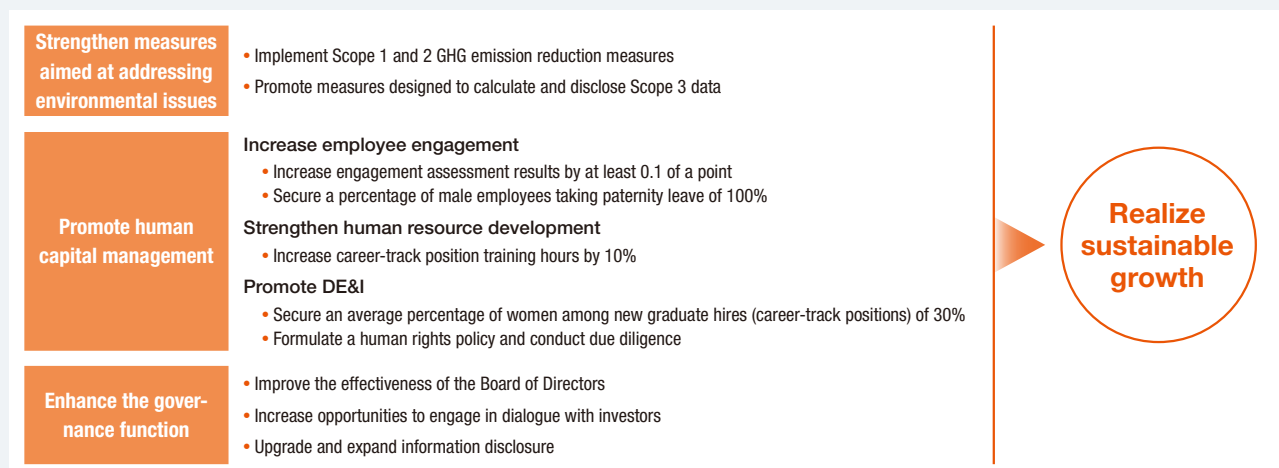 Strengthen measures
aimed at addressing
environmental issues
• Implement Scope 1 and 2 GHG emission reduction measures
• Promote measures designed to calculate and disclose Scope 3 data
Promote human
capital management
Increase employee engagement
• Increase engagement assessment results by at least 0.1 of a point
• Secure a percentage of male employees taking paternity leave of 100%
Strengthen human resource development
• Increase career-track position training hours by 10%
Promote DE&I
• Secure an average percentage of women among new graduate hires (career-track positions) of 30%
• Formulate a human rights policy and conduct due diligence
Enhance the gover-
nance function
• Improve the effectiveness of the Board of Directors
• Increase opportunities to engage in dialogue with investors
• Upgrade and expand information disclosure
Realize
sustainable
growth